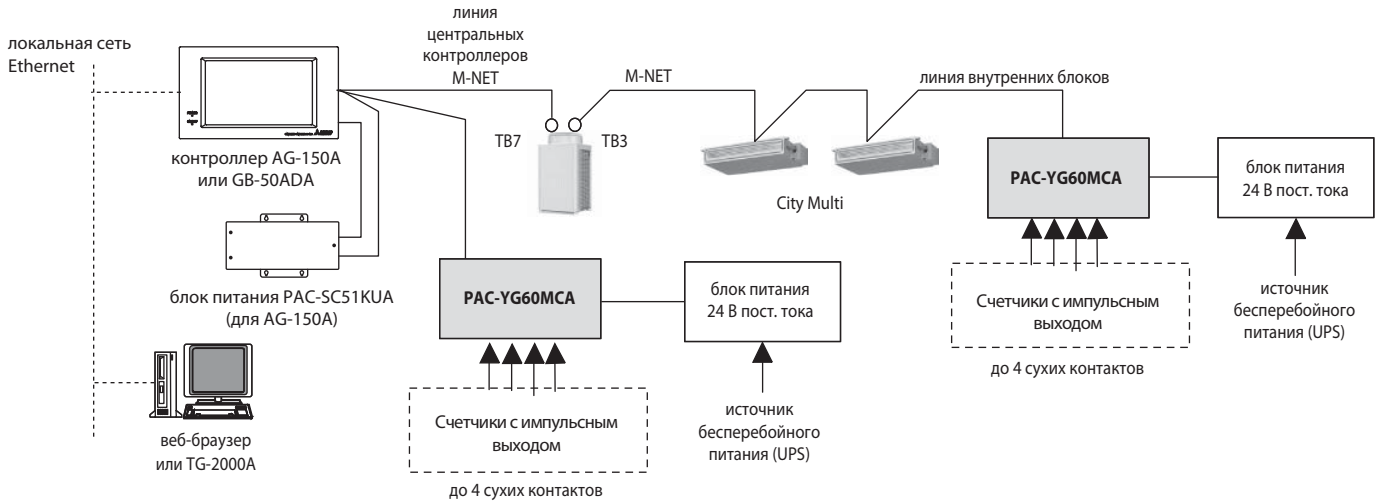 локальная сеть
Ethernet
линия
центральных
контроллеров
M-NET
M-NET
линия внутренних блоков
TB7
TB3
контроллер AG-150A
или GB-50ADA
City Multi
PAC-YG60MCA
блок питания
24 В пост. тока
блок питания PAC-SC51KUA
(для AG-150A)
PAC-YG60MCA
блок питания
24 В пост. тока
Счетчики с импульсным
выходом
источник
бесперебойного
питания (UPS)
до 4 сухих контактов
веб-браузер
или TG-2000A
Счетчики с импульсным
выходом
источник
бесперебойного
питания (UPS)
до 4 сухих контактов